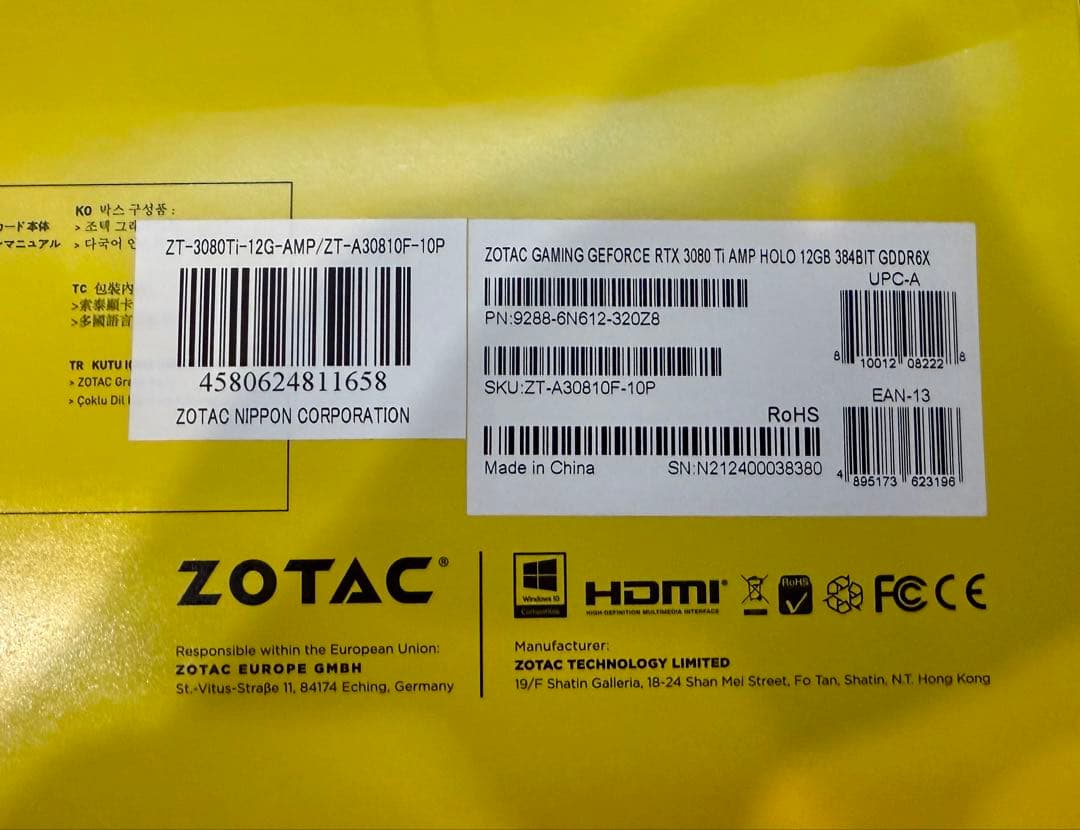 カード本体
マニュアル
KO 박스 구성품 :
> 조텍 그래
> 다국어 안
TC 包裝內
>索泰顯卡
>多國語言
TR KUTU İÇ
> ZOTAC Gra
> Çoklu Dil
ZT-3080Ti-12G-AMP/ZT-A30810F-10P
4580624811658
ZOTAC NIPPON CORPORATION
ZOTAC GAMING GEFORCE RTX 3080 Ti AMP HOLO 12GB 384BIT GDDR6X
UPC-A
PN:9288-6N612-320Z8
8 10012 08222 8
SKU:ZT-A30810F-10P
EAN-13
RoHS
Made in China SN:N212400038380
4 895173 623196
ZOTAC®
Windows 10
Compatible
HDMI®
HIGH-DEFINITION MULTIMEDIA INTERFACE
RoHS
FC CE
Responsible within the European Union:
ZOTAC EUROPE GMBH
St.-Vitus-Straße 11, 84174 Eching, Germany
Manufacturer:
ZOTAC TECHNOLOGY LIMITED
19/F Shatin Galleria, 18-24 Shan Mei Street, Fo Tan, Shatin, N.T. Hong Kong